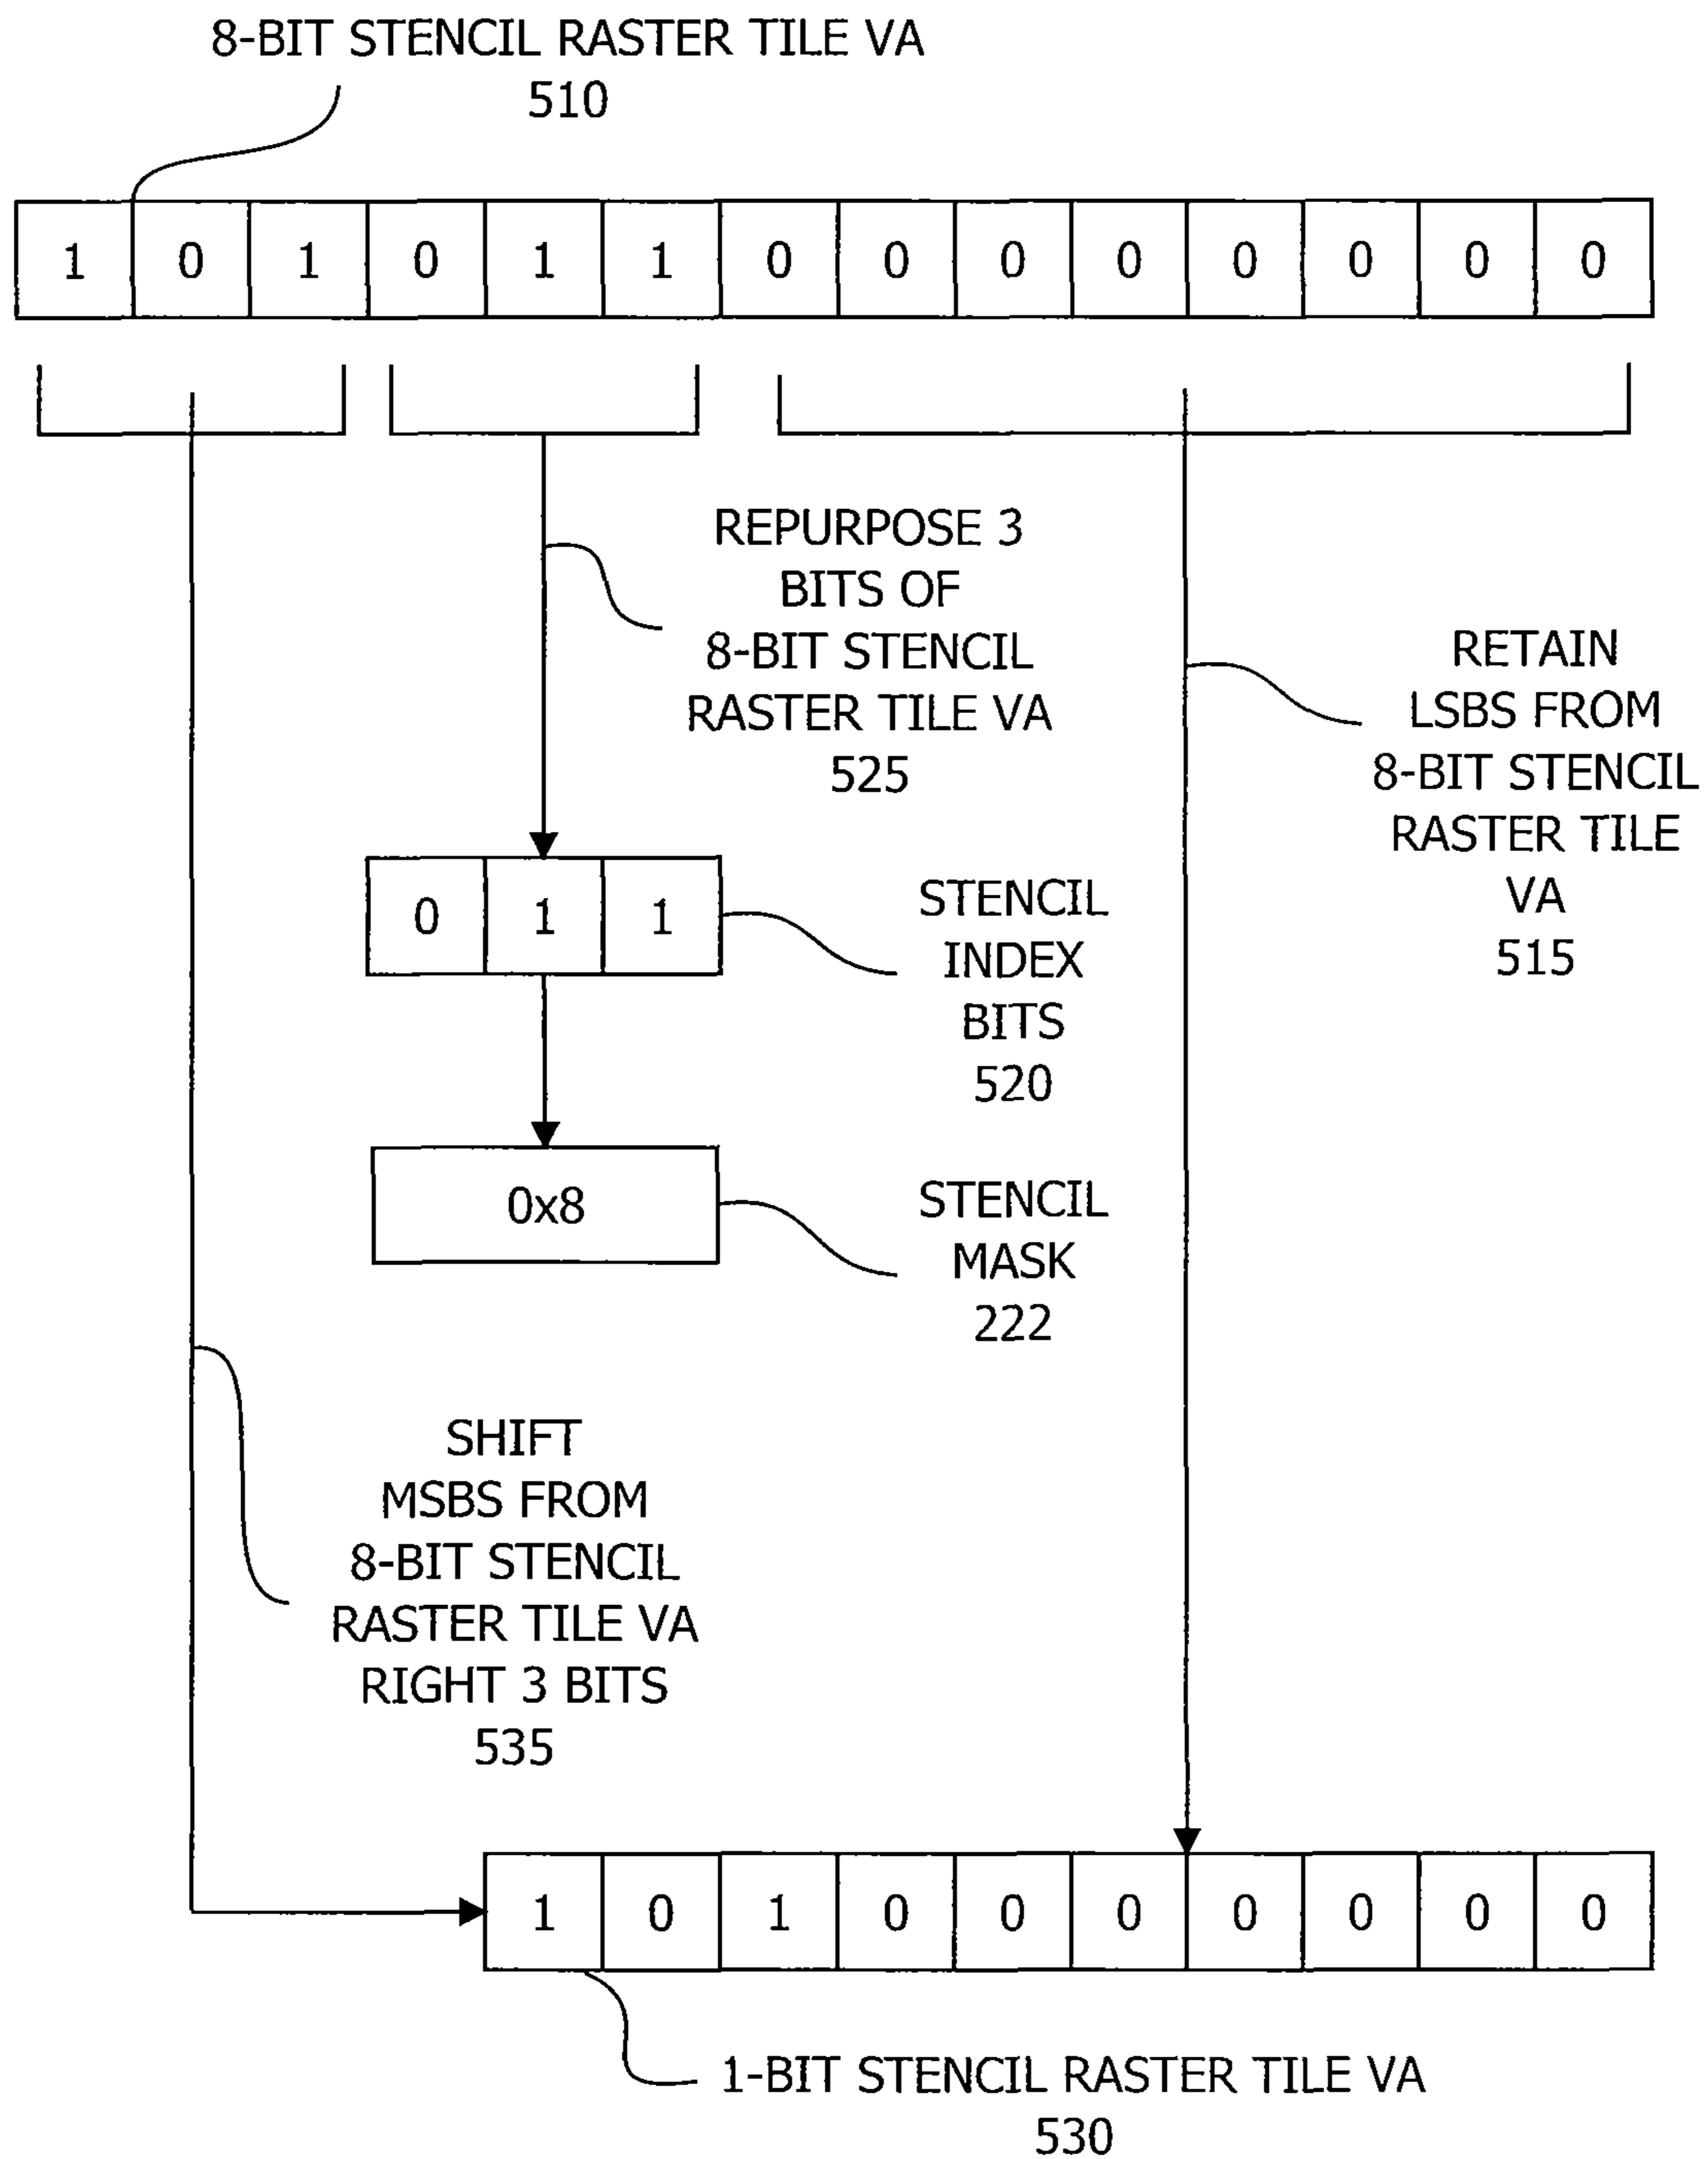 8-BIT STENCIL RASTER TILE VA
510
1 0 1 0 1 1 0 0 0 0 0 0 0 0
REPURPOSE 3
BITS OF
8-BIT STENCIL
RASTER TILE VA
525
RETAIN
LSBS FROM
8-BIT STENCIL
RASTER TILE
VA
515
0 1 1
STENCIL
INDEX
BITS
520
0x8
STENCIL
MASK
222
SHIFT
MSBS FROM
8-BIT STENCIL
RASTER TILE VA
RIGHT 3 BITS
535
1 0 1 0 0 0 0 0 0 0
1-BIT STENCIL RASTER TILE VA
530